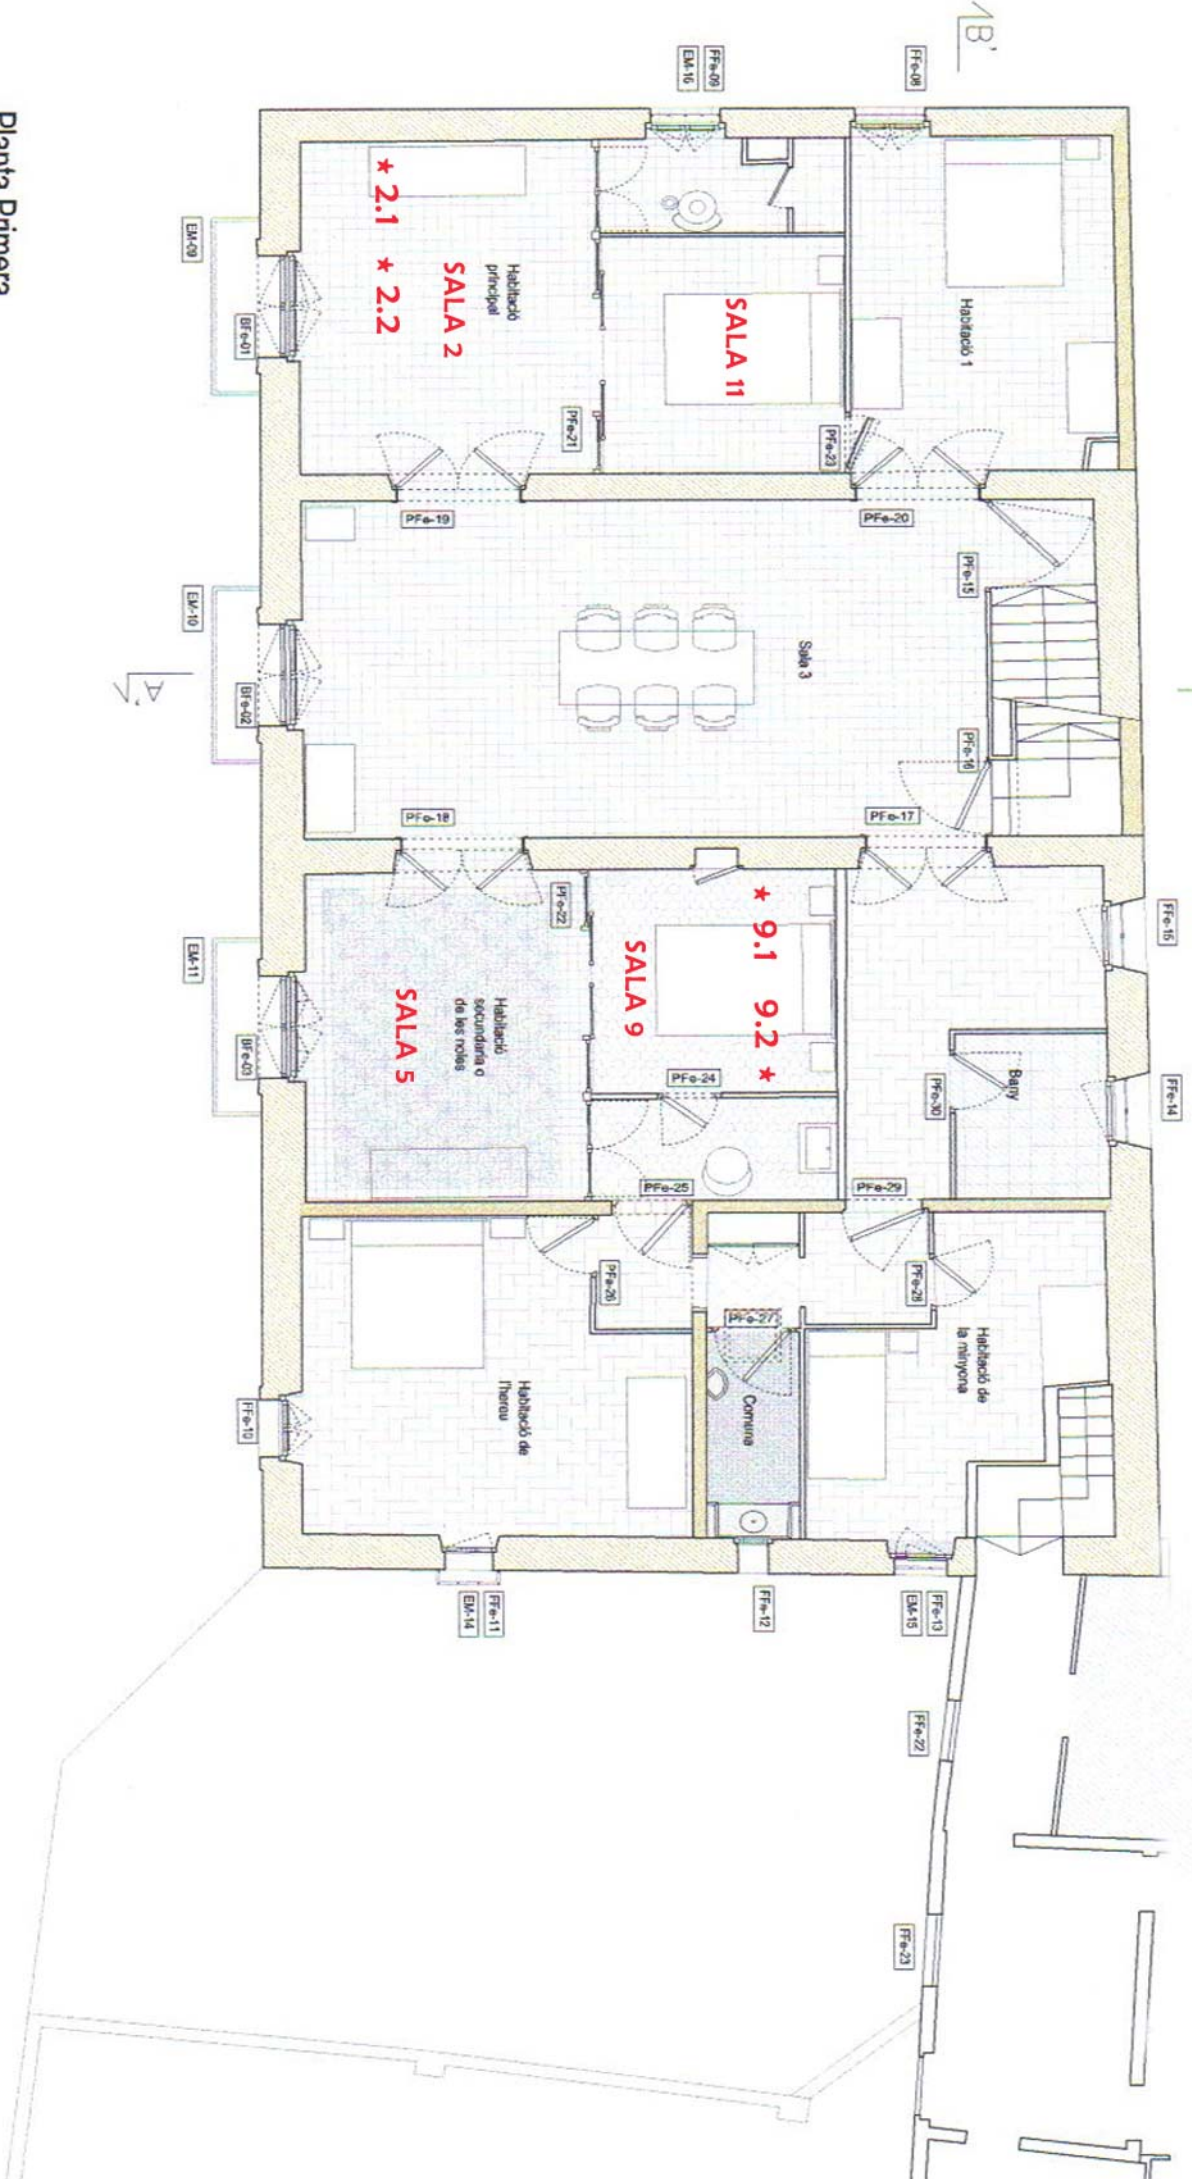 1B'
FFe-08
FFe-09
EM-16
Habitació 1
SALA 11
Habitació
principal
SALA 2
★ 2.1 ★ 2.2
EM-09
BFe-01
PFe-21
PFe-23
PFe-19
PFe-20
PFe-15
Sala 3
EM-10
BFe-02
A'
PFe-16
PFe-18
PFe-17
FFe-15
FFe-14
PFe-22
★ 9.1 9.2 ★
SALA 9
Habitació
secundaria o
de les noies
SALA 5
EM-11
BFe-03
Bany
PFe-30
PFe-24
PFe-25
PFe-29
PFe-26
PFe-28
PFe-27
Habitació de
la minyona
Habitació de
l'hereu
Comuna
FFe-10
FFe-11
EM-14
FFe-12
FFe-13
EM-15
FFe-22
FFe-23
Planta Primera